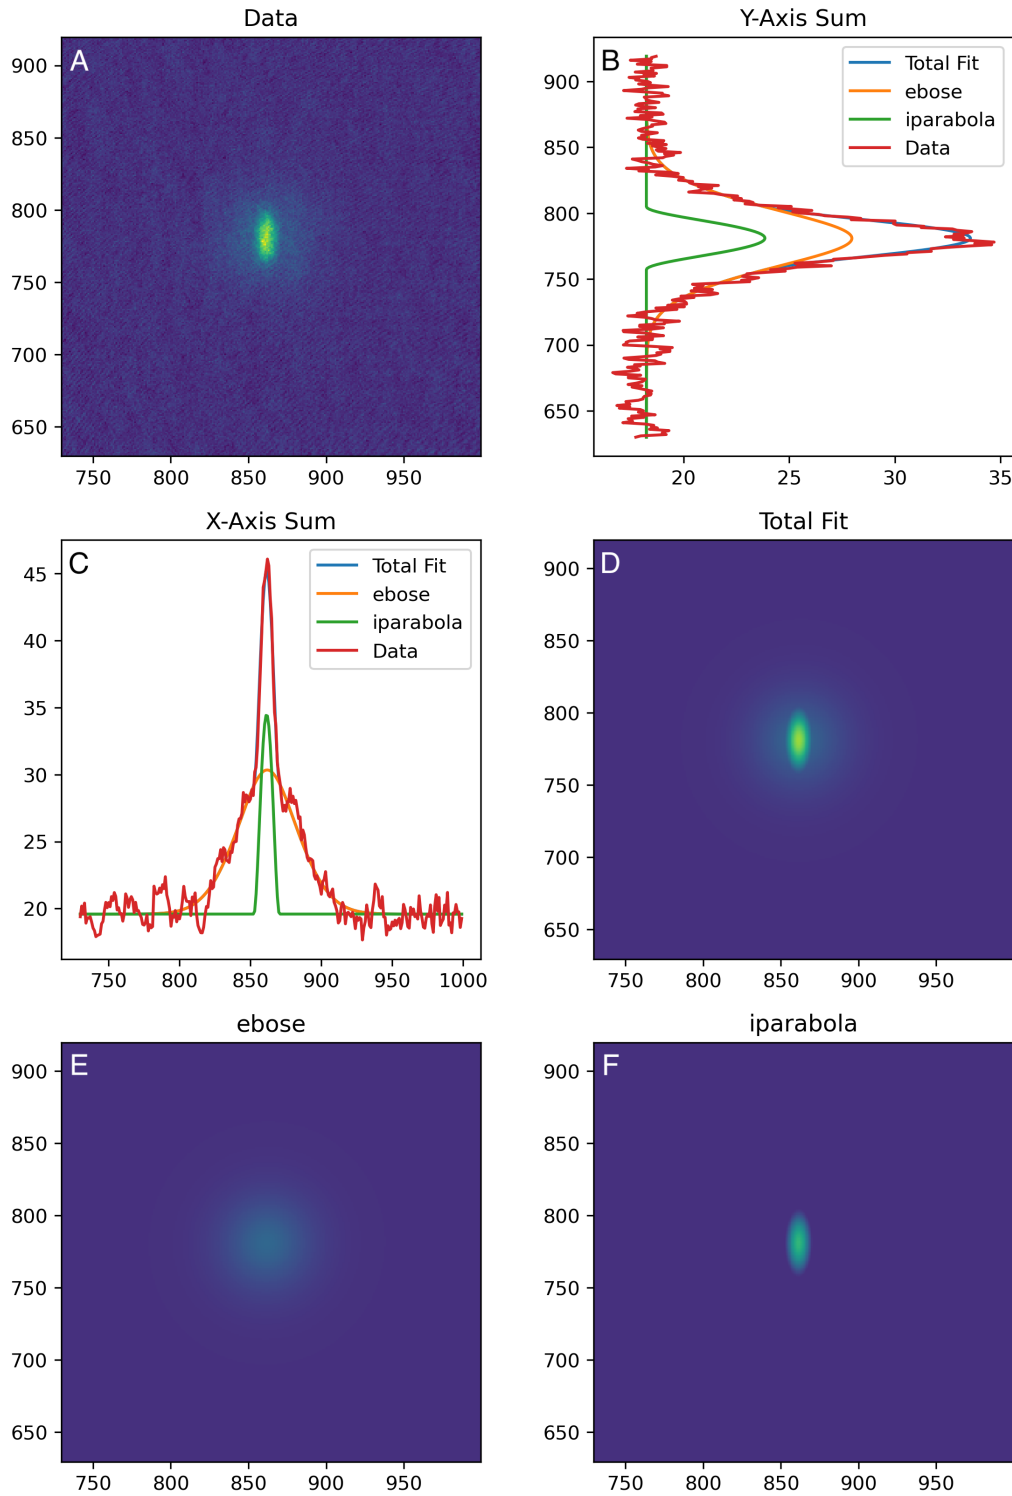 Data
A
900
850
800
750
700
650
750 800 850 900 950
Y-Axis Sum
B
Total Fit
ebose
iparabola
Data
900
850
800
750
700
650
20 25 30 35
X-Axis Sum
C
Total Fit
ebose
iparabola
Data
45
40
35
30
25
20
750 800 850 900 950 1000
Total Fit
D
900
850
800
750
700
650
750 800 850 900 950
ebose
E
900
850
800
750
700
650
750 800 850 900 950
iparabola
F
900
850
800
750
700
650
750 800 850 900 950